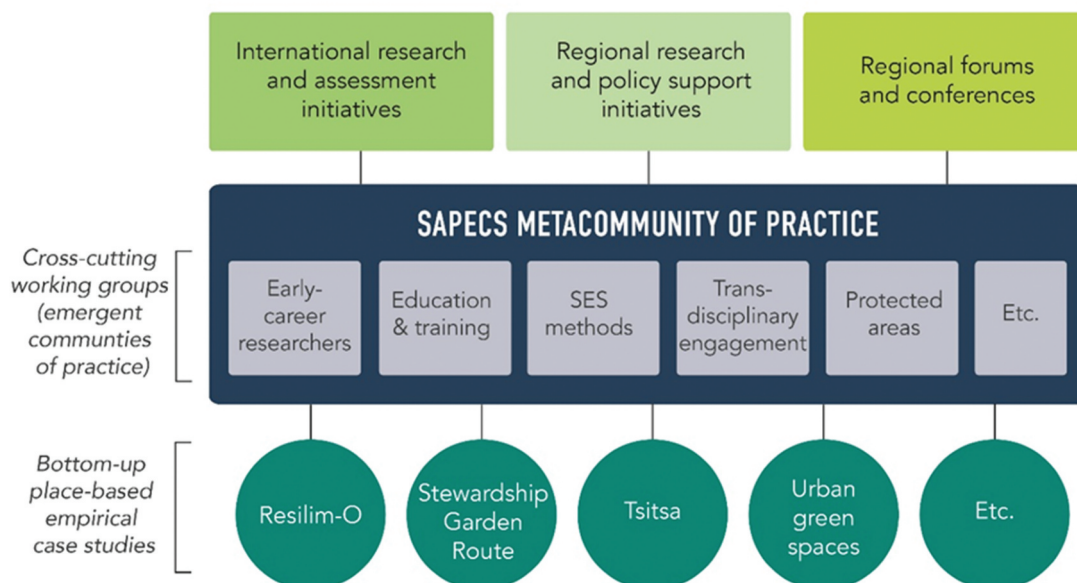 International research
and assessment
initiatives
Regional research
and policy support
initiatives
Regional forums
and conferences
SAPECS METACOMMUNITY OF PRACTICE
Cross-cutting
working groups
(emergent
communties
of practice)
Early-
career
researchers
Education
& training
SES
methods
Trans-
disciplinary
engagement
Protected
areas
Etc.
Bottom-up
place-based
empirical
case studies
Resilim-O
Stewardship
Garden
Route
Tsitsa
Urban
green
spaces
Etc.